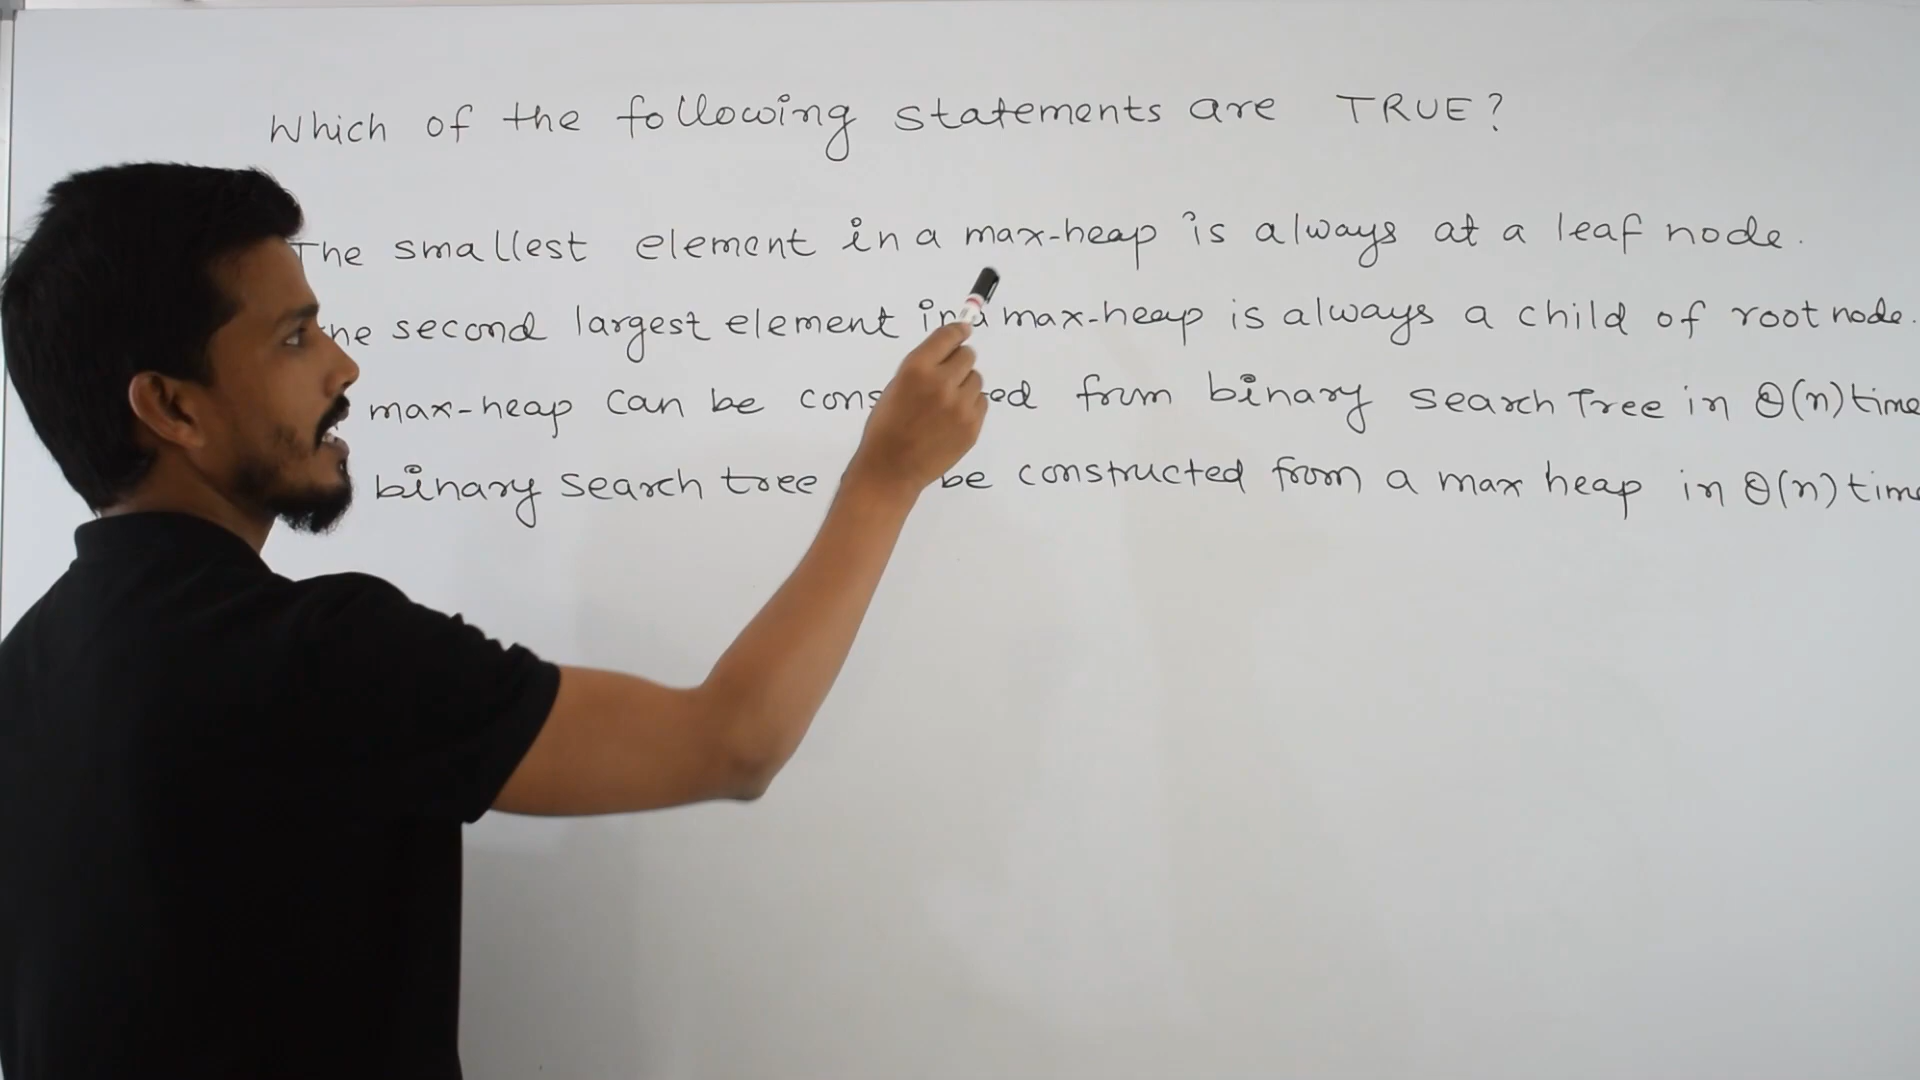 Which of the following statements are TRUE?
The smallest element in a max-heap is always at a leaf node.
second largest element in a max-heap is always a child of root node.
max-heap can be from binary search Tree in Θ(n) time
binary search tree be constructed from a max heap in Θ(n) time